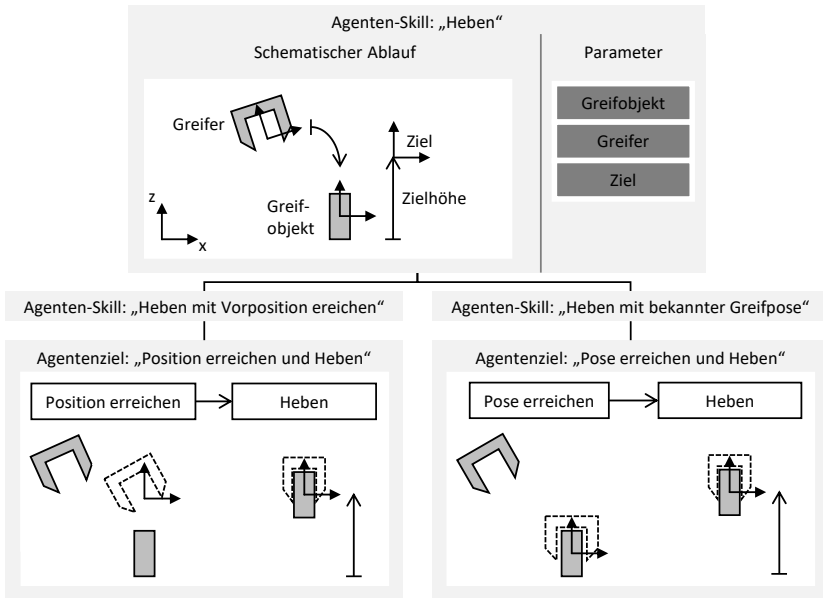 Agenten-Skill: „Heben“
Schematischer Ablauf
Parameter
Greifer
Ziel
Zielhöhe
Greif-
objekt
z
x
Greifobjekt
Greifer
Ziel
Agenten-Skill: „Heben mit Vorposition ereichen“
Agenten-Skill: „Heben mit bekannter Greifpose“
Agentenziel: „Position erreichen und Heben“
Position erreichen
Heben
Agentenziel: „Pose erreichen und Heben“
Pose erreichen
Heben